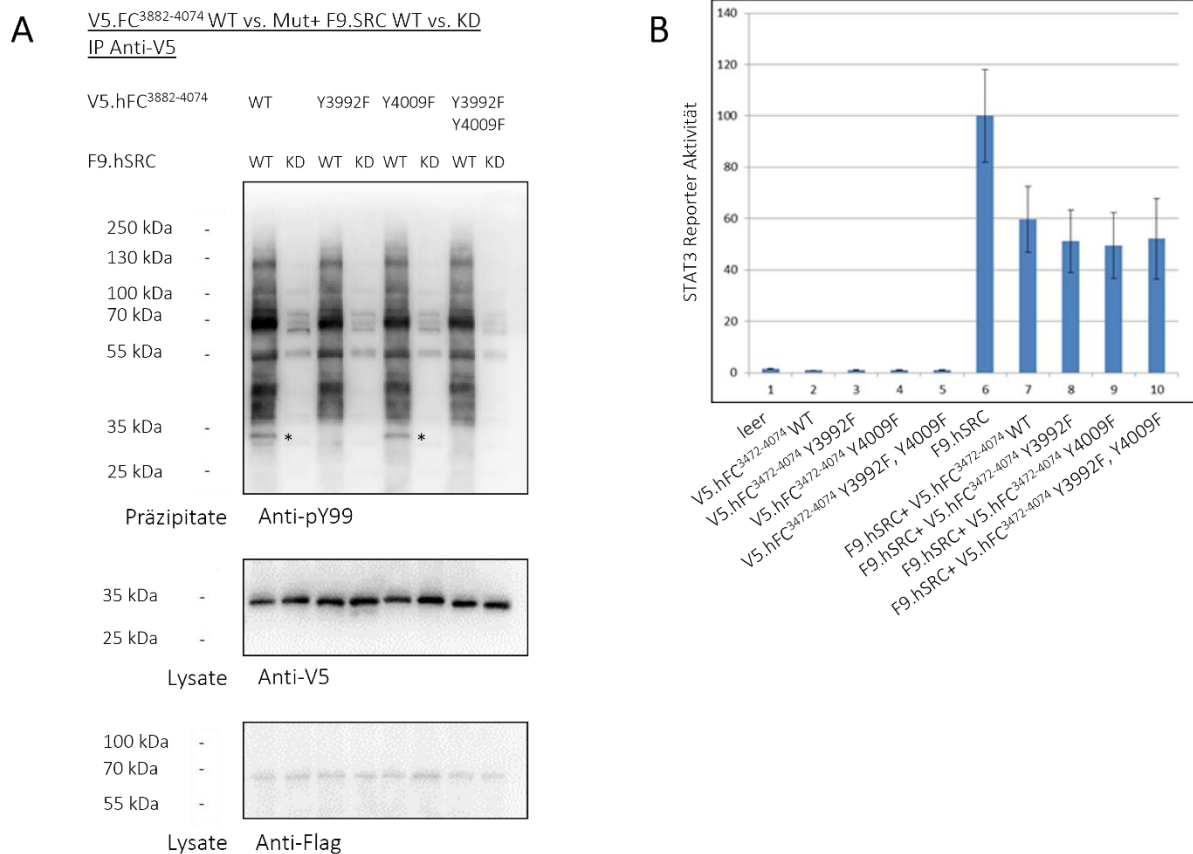 A
V5.FC3882-4074 WT vs. Mut+ F9.SRC WT vs. KD
IP Anti-V5
V5.hFC3882-4074 WT Y3992F Y4009F Y3992F
Y4009F
F9.hSRC WT KD WT KD WT KD WT KD
250 kDa -
130 kDa -
100 kDa -
70 kDa -
55 kDa -
35 kDa -
* *
25 kDa -
Präzipitate Anti-pY99
35 kDa -
25 kDa -
Lysate Anti-V5
100 kDa -
70 kDa -
55 kDa -
Lysate Anti-Flag
B
STAT3 Reporter Aktivität
140
120
100
80
60
40
20
0
1 2 3 4 5 6 7 8 9 10
leer
V5.hFC3472-4074 WT
V5.hFC3472-4074 Y3992F
V5.hFC3472-4074 Y4009F
V5.hFC3472-4074 Y3992F, Y4009F
F9.hSRC
F9.hSRC+ V5.hFC3472-4074 WT
F9.hSRC+ V5.hFC3472-4074 Y3992F
F9.hSRC+ V5.hFC3472-4074 Y4009F
F9.hSRC+ V5.hFC3472-4074 Y3992F, Y4009F